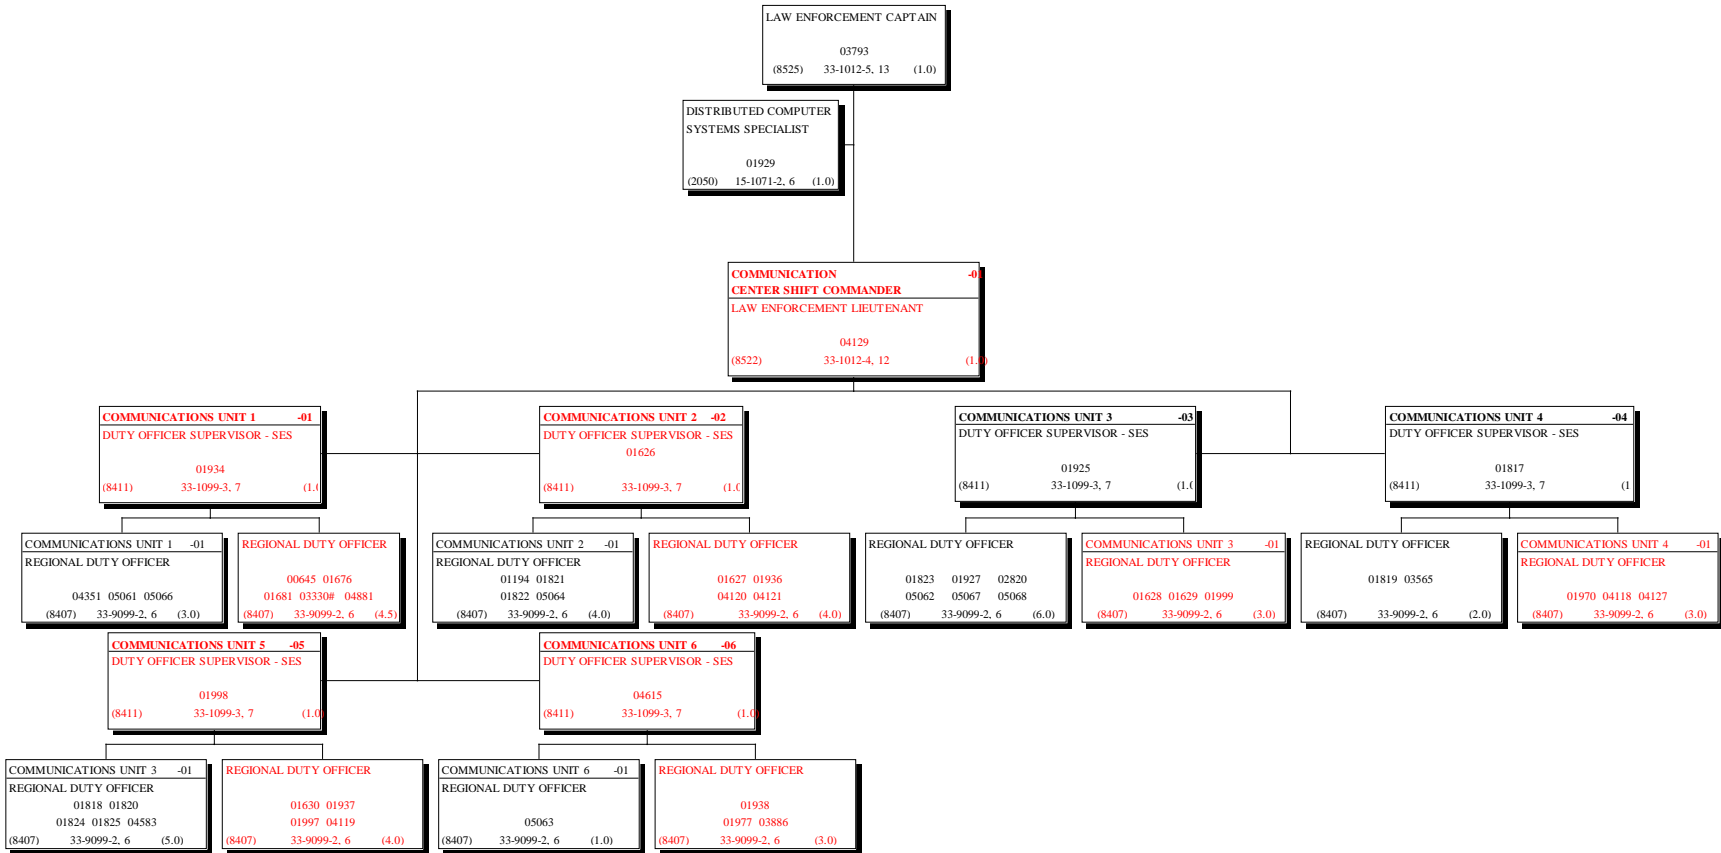 LAW ENFORCEMENT CAPTAIN
03793
(8525) 33-1012-5, 13 (1.0)
DISTRIBUTED COMPUTER
SYSTEMS SPECIALIST
01929
(2050) 15-1071-2, 6 (1.0)
COMMUNICATION -01
CENTER SHIFT COMMANDER
LAW ENFORCEMENT LIEUTENANT
04129
(8522) 33-1012-4, 12 (1.0)
COMMUNICATIONS UNIT 1 -01
DUTY OFFICER SUPERVISOR - SES
01934
(8411) 33-1099-3, 7 (1.0
COMMUNICATIONS UNIT 2 -02
DUTY OFFICER SUPERVISOR - SES
01626
(8411) 33-1099-3, 7 (1.0
COMMUNICATIONS UNIT 3 -03
DUTY OFFICER SUPERVISOR - SES
01925
(8411) 33-1099-3, 7 (1.0
COMMUNICATIONS UNIT 4 -04
DUTY OFFICER SUPERVISOR - SES
01817
(8411) 33-1099-3, 7 (1
COMMUNICATIONS UNIT 1 -01
REGIONAL DUTY OFFICER
04351 05061 05066
(8407) 33-9099-2, 6 (3.0)
REGIONAL DUTY OFFICER
00645 01676
01681 03330# 04881
(8407) 33-9099-2, 6 (4.5)
COMMUNICATIONS UNIT 2 -01
REGIONAL DUTY OFFICER
01194 01821
01822 05064
(8407) 33-9099-2, 6 (4.0)
REGIONAL DUTY OFFICER
01627 01936
04120 04121
(8407) 33-9099-2, 6 (4.0)
REGIONAL DUTY OFFICER
01823 01927 02820
05062 05067 05068
(8407) 33-9099-2, 6 (6.0)
COMMUNICATIONS UNIT 3 -01
REGIONAL DUTY OFFICER
01628 01629 01999
(8407) 33-9099-2, 6 (3.0)
REGIONAL DUTY OFFICER
01819 03565
(8407) 33-9099-2, 6 (2.0)
COMMUNICATIONS UNIT 4 -01
REGIONAL DUTY OFFICER
01970 04118 04127
(8407) 33-9099-2, 6 (3.0)
COMMUNICATIONS UNIT 5 -05
DUTY OFFICER SUPERVISOR - SES
01998
(8411) 33-1099-3, 7 (1.0)
COMMUNICATIONS UNIT 6 -06
DUTY OFFICER SUPERVISOR - SES
04615
(8411) 33-1099-3, 7 (1.0)
COMMUNICATIONS UNIT 3 -01
REGIONAL DUTY OFFICER
01818 01820
01824 01825 04583
(8407) 33-9099-2, 6 (5.0)
REGIONAL DUTY OFFICER
01630 01937
01997 04119
(8407) 33-9099-2, 6 (4.0)
COMMUNICATIONS UNIT 6 -01
REGIONAL DUTY OFFICER
05063
(8407) 33-9099-2, 6 (1.0)
REGIONAL DUTY OFFICER
01938
01977 03886
(8407) 33-9099-2, 6 (3.0)